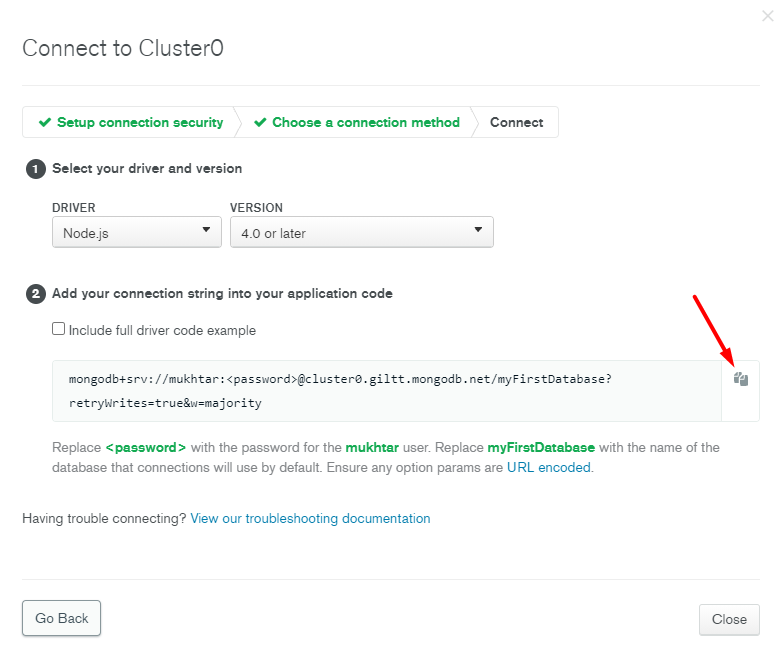 Connect to Cluster0
Setup connection security
Choose a connection method
Connect
1 Select your driver and version
DRIVER
VERSION
Node.js
4.0 or later
2 Add your connection string into your application code
Include full driver code example
mongodb+srv://mukhtar:<password>@cluster0.giltt.mongodb.net/myFirstDatabase?
retryWrites=true&w=majority
Replace <password> with the password for the mukhtar user. Replace myFirstDatabase with the name of the
database that connections will use by default. Ensure any option params are URL encoded.
Having trouble connecting? View our troubleshooting documentation
Go Back
Close